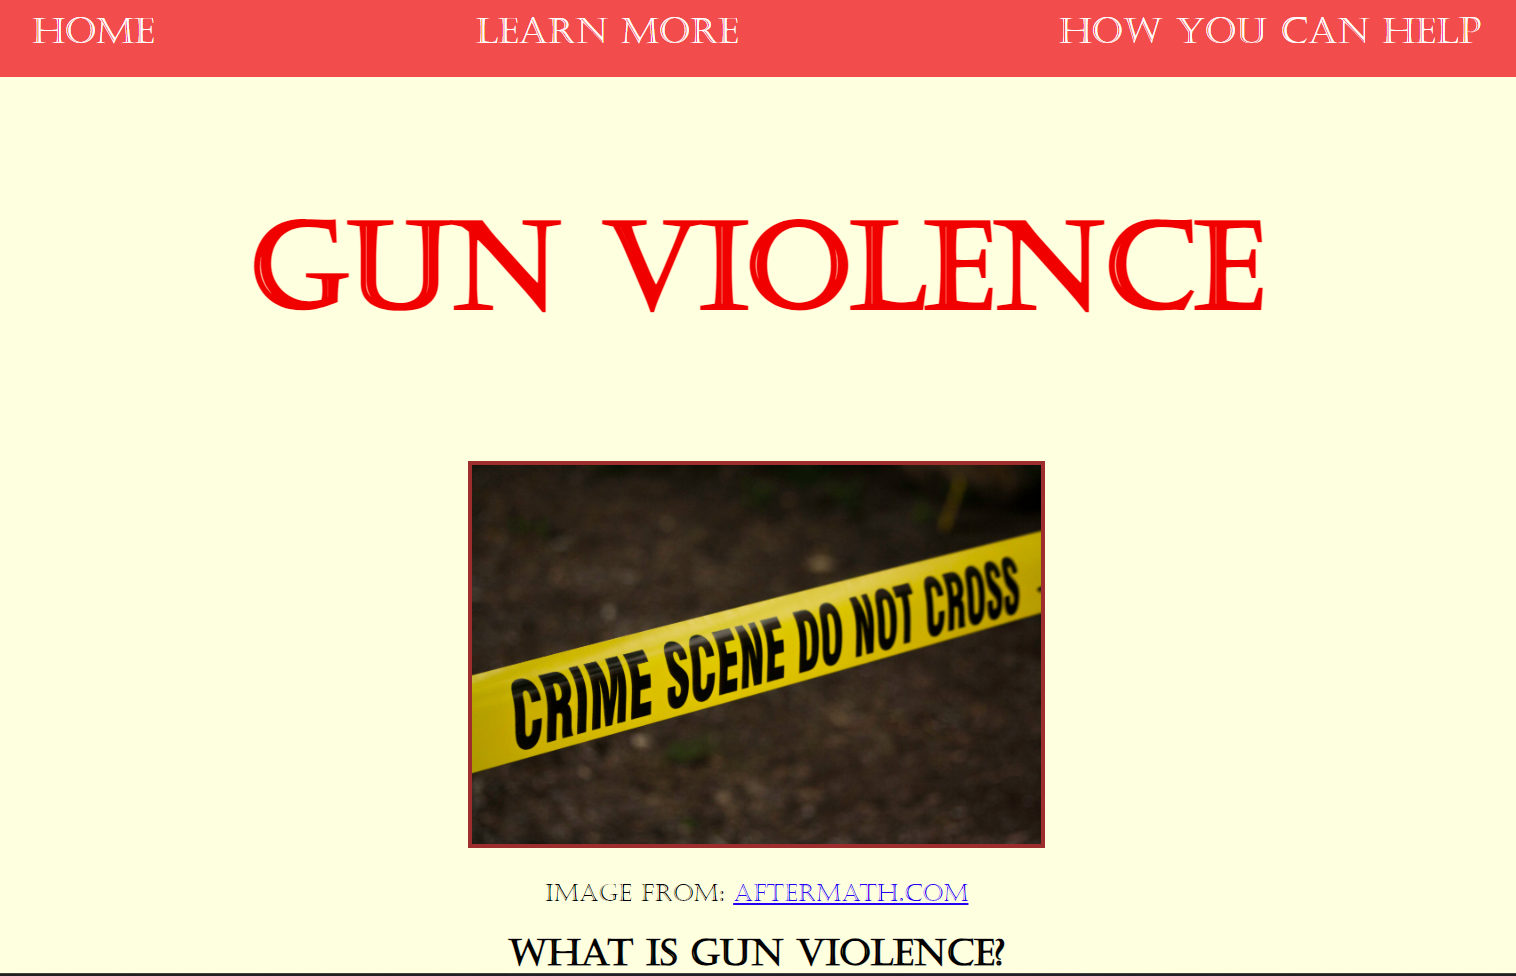 HOME LEARN MORE HOW YOU CAN HELP
GUN VIOLENCE
CRIME SCENE DO NOT CROSS
IMAGE FROM: AFTERMATH.COM
WHAT IS GUN VIOLENCE?